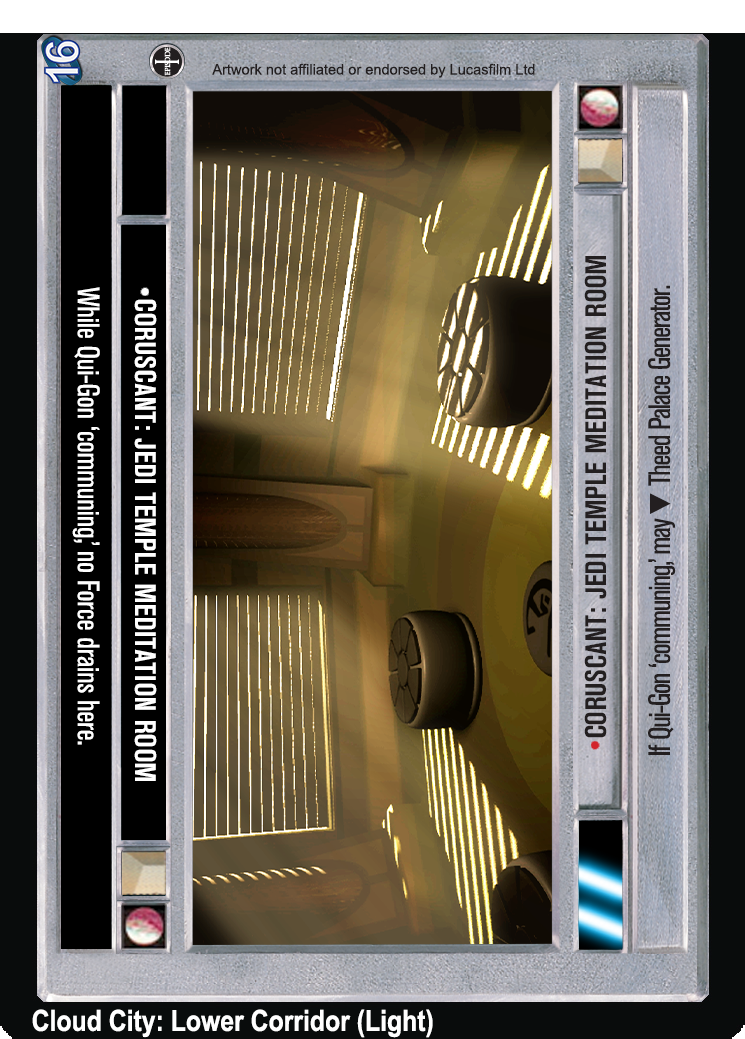 16
EPISODE I
Artwork not affiliated or endorsed by Lucasfilm Ltd
While Qui-Gon ‘communing,’ no Force drains here.
•CORUSCANT: JEDI TEMPLE MEDITATION ROOM
•CORUSCANT: JEDI TEMPLE MEDITATION ROOM
If Qui-Gon ‘communing,’ may ▼ Theed Palace Generator.
Cloud City: Lower Corridor (Light)